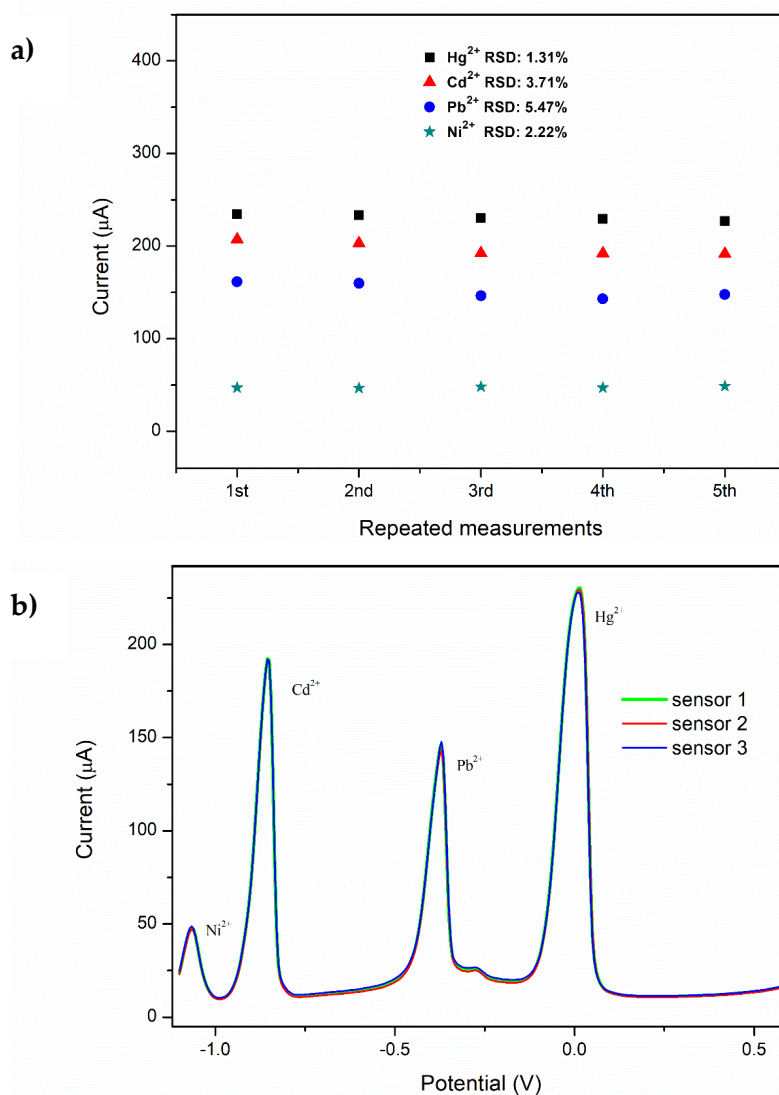 a)
400
300
200
100
0
Current (µA)
Hg²⁺ RSD: 1.31%
Cd²⁺ RSD: 3.71%
Pb²⁺ RSD: 5.47%
Ni²⁺ RSD: 2.22%
1st 2nd 3rd 4th 5th
Repeated measurements
b)
200
150
100
50
0
Current (µA)
Hg²⁺
Cd²⁺
Pb²⁺
Ni²⁺
sensor 1
sensor 2
sensor 3
-1.0 -0.5 0.0 0.5
Potential (V)